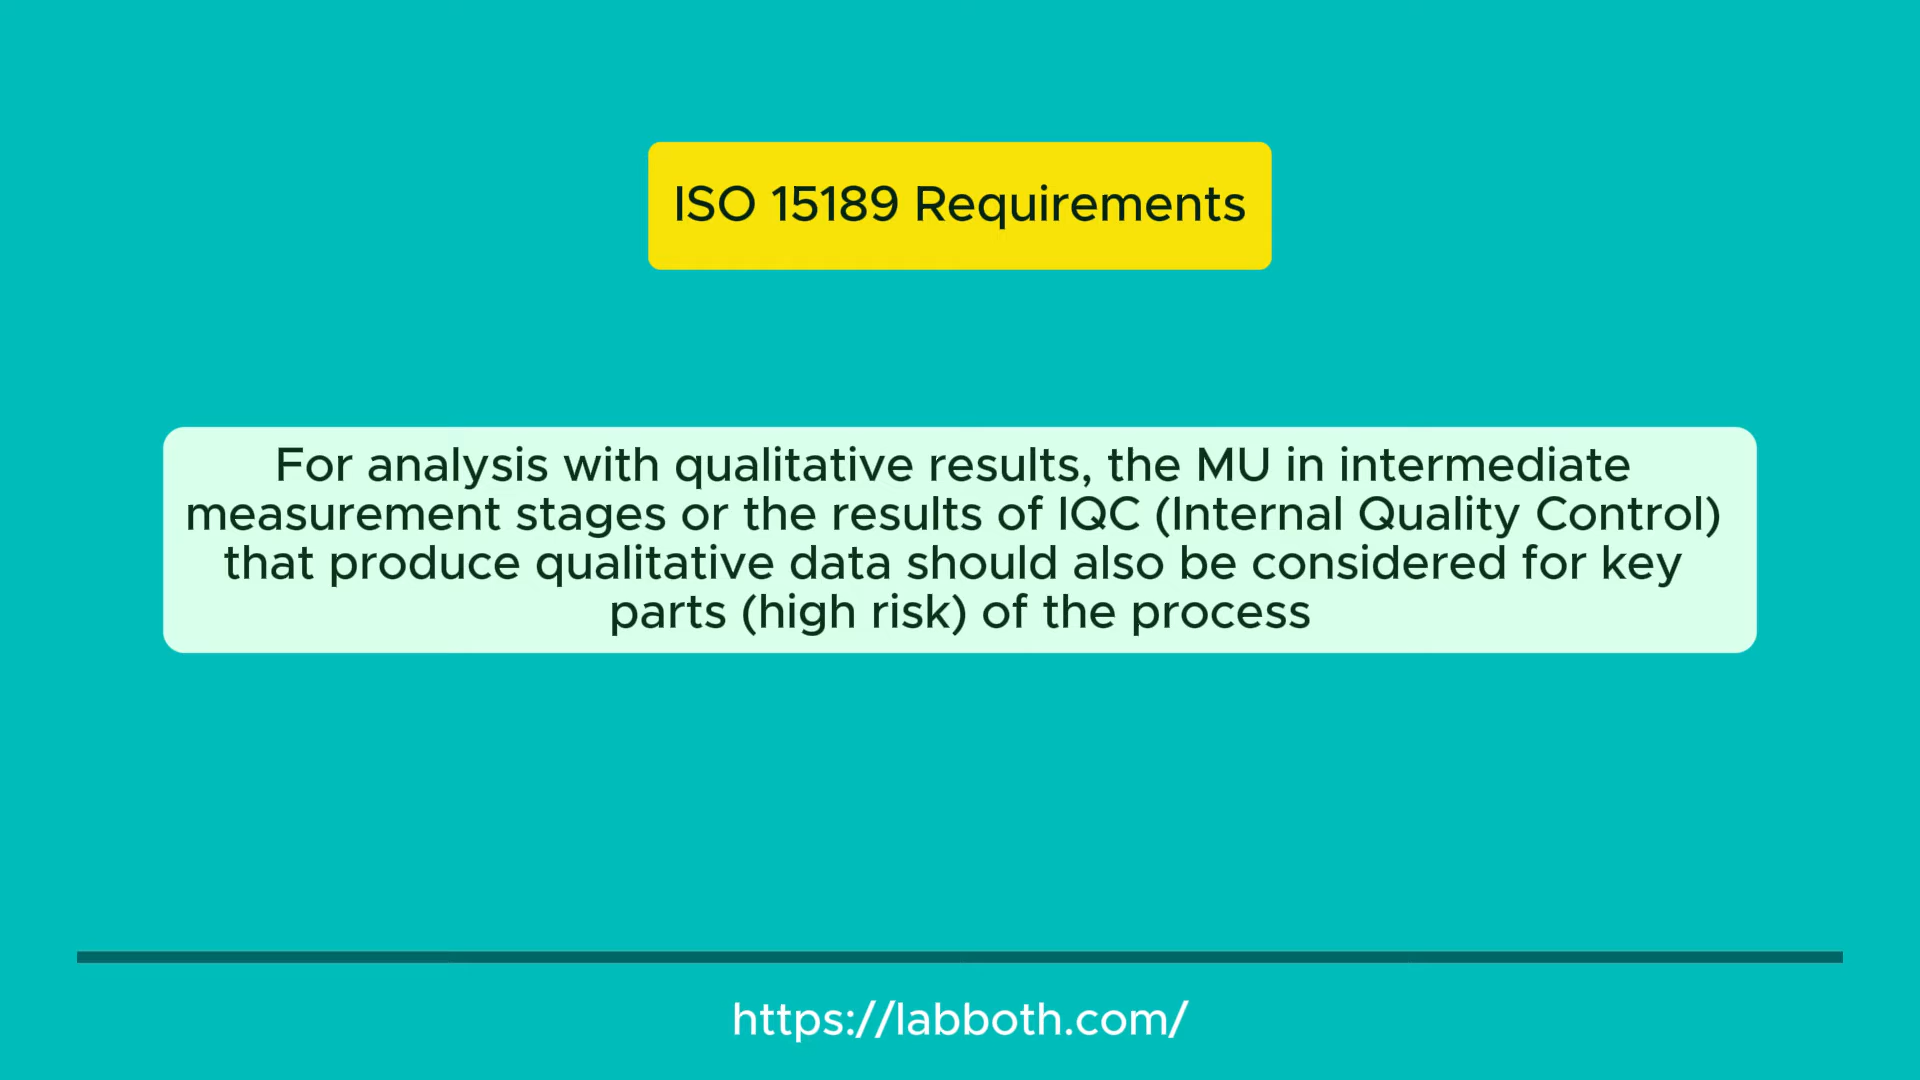 ISO 15189 Requirements
For analysis with qualitative results, the MU in intermediate
measurement stages or the results of IQC (Internal Quality Control)
that produce qualitative data should also be considered for key
parts (high risk) of the process
https://labboth.com/